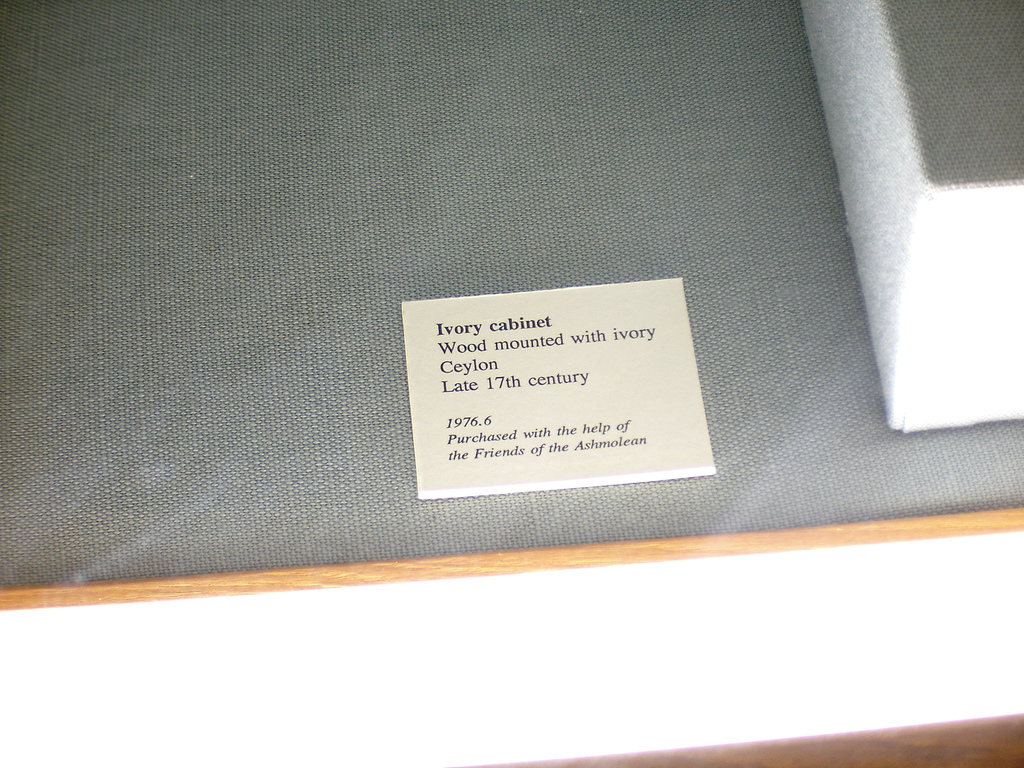 Ivory cabinet
Wood mounted with ivory
Ceylon
Late 17th century
1976.6
Purchased with the help of
the Friends of the Ashmolean